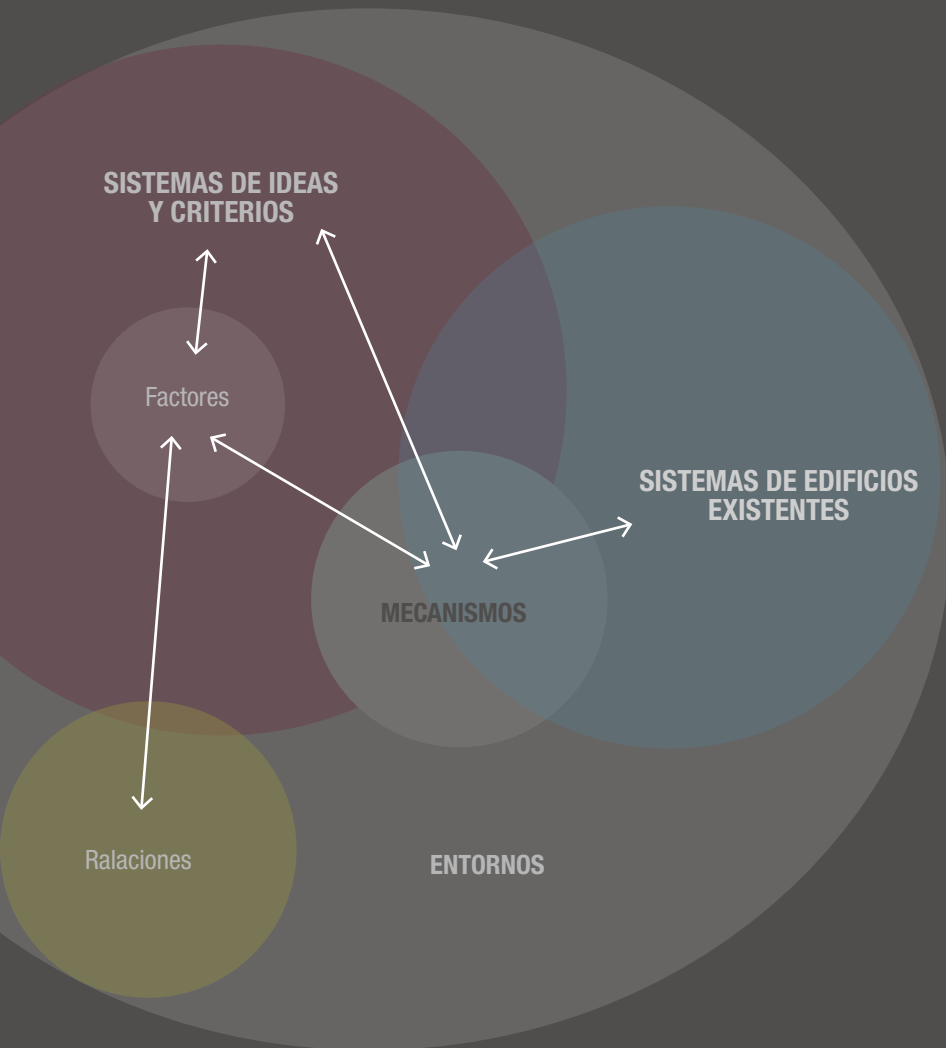 SISTEMAS DE IDEAS
Y CRITERIOS
Factores
SISTEMAS DE EDIFICIOS
EXISTENTES
MECANISMOS
Ralaciones
ENTORNOS